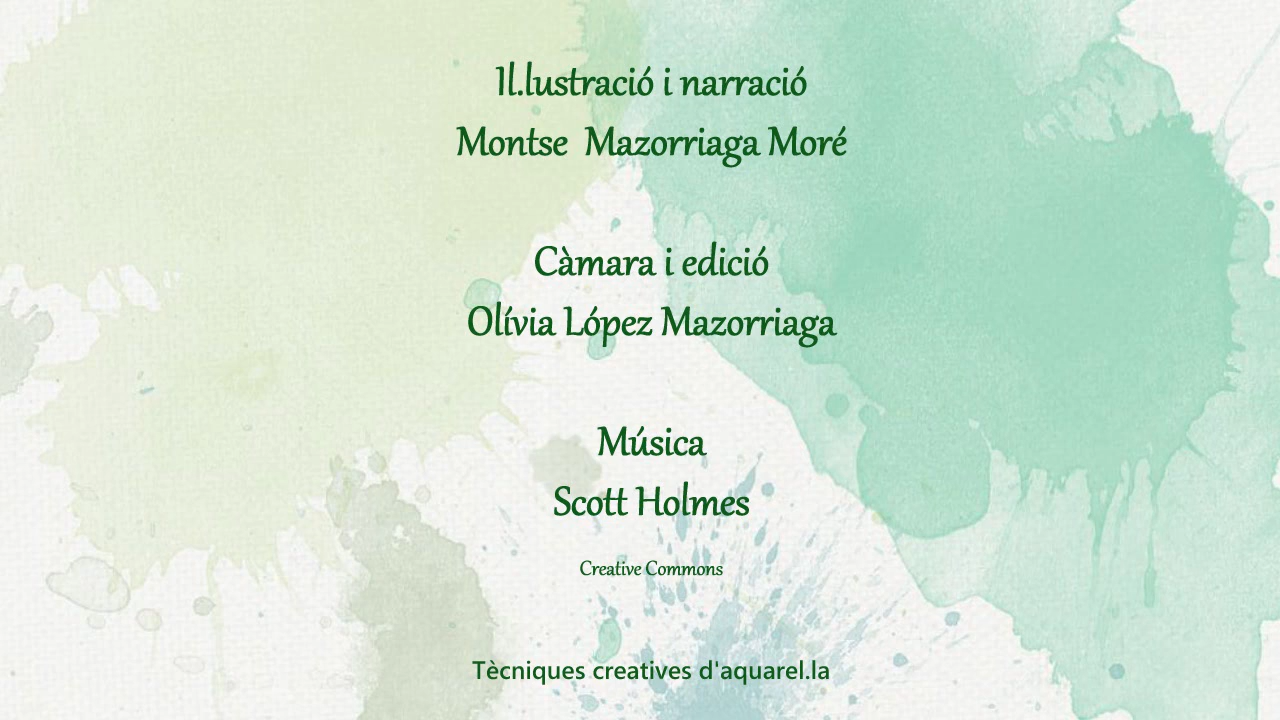 Il.lustració i narració
Montse Mazorriaga Moré
Càmara i edició
Olívia López Mazorriaga
Música
Scott Holmes
Creative Commons
Tècniques creatives d'aquarel.la